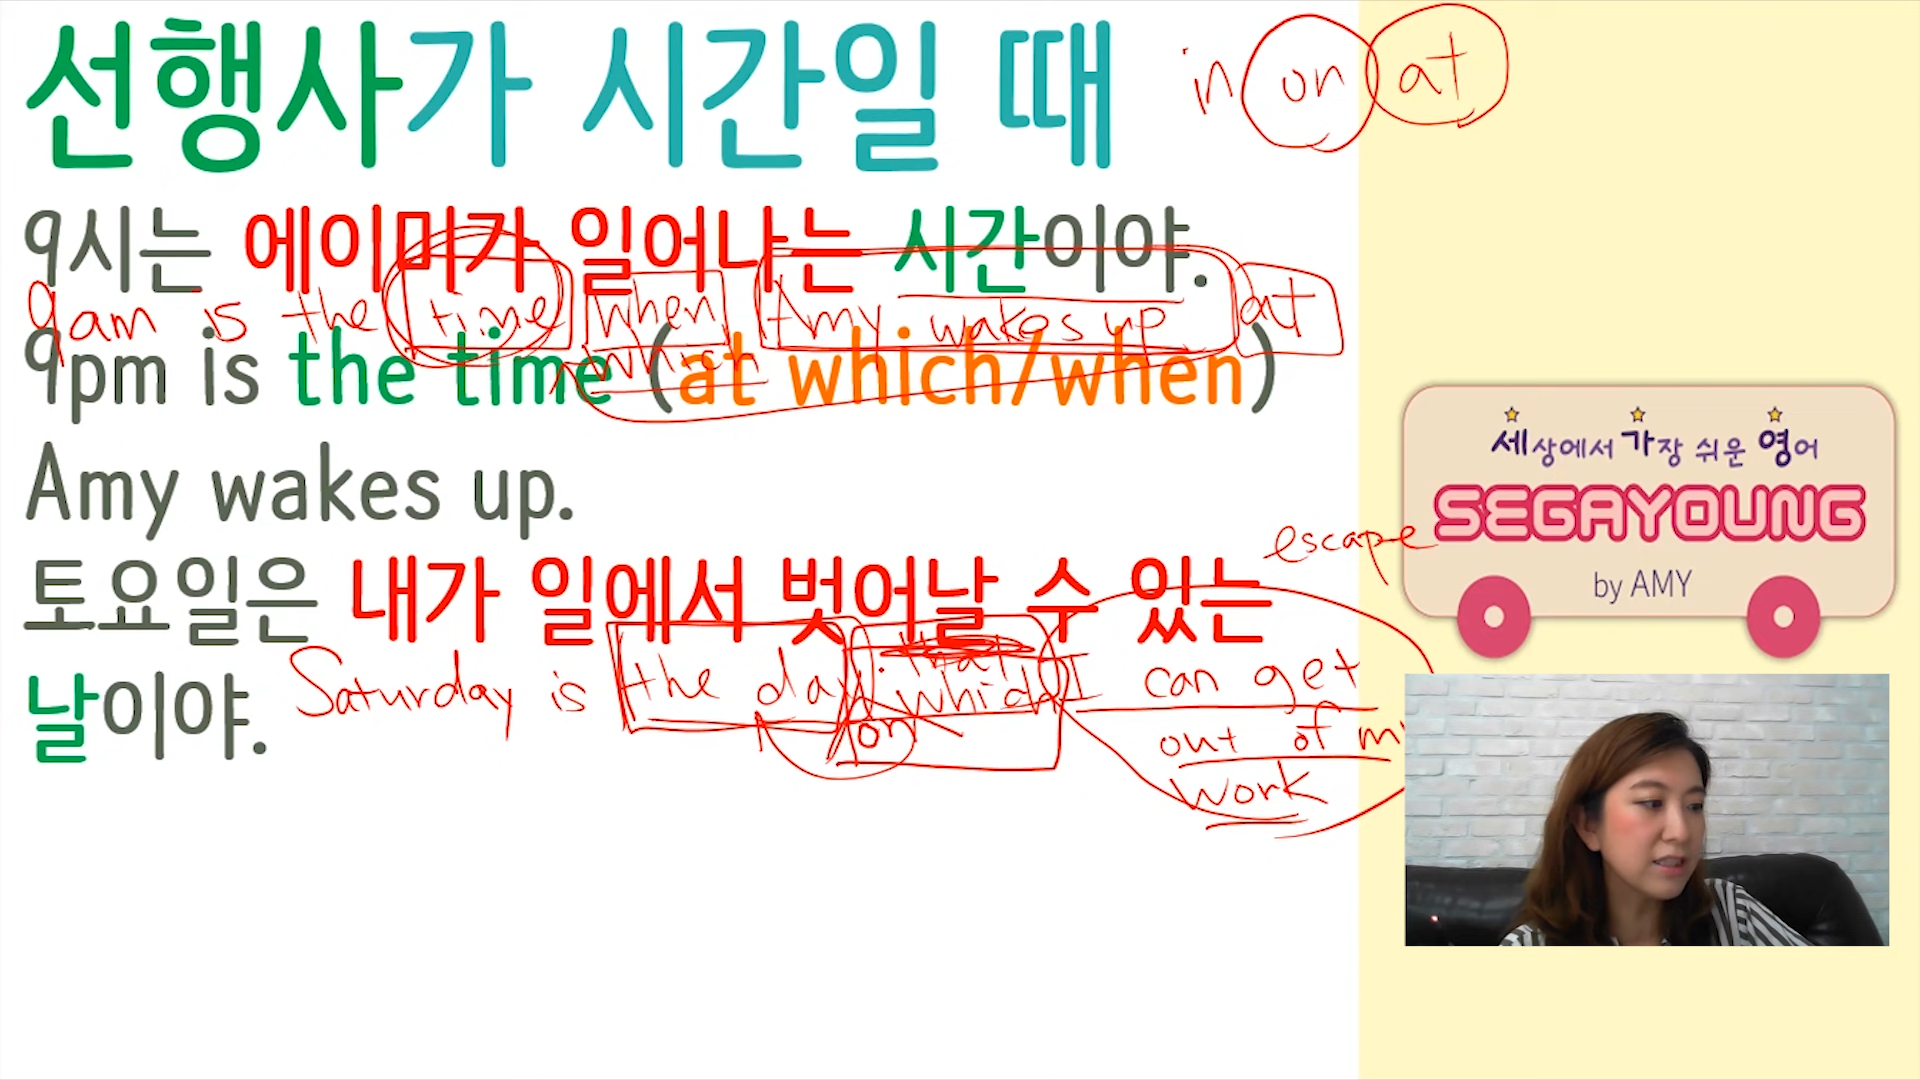 선행사가 시간일 때
in on at
9시는 에이미가 일어나는 시간이야.
9am is the time when Amy wakes up at
which
9pm is the time (at which/when)
Amy wakes up.
토요일은 내가 일에서 벗어날 수 있는
escape
날이야.
Saturday is the day that I can get
which
on
out of my
work
세상에서 가장 쉬운 영어
SEGAYOUNG
by AMY